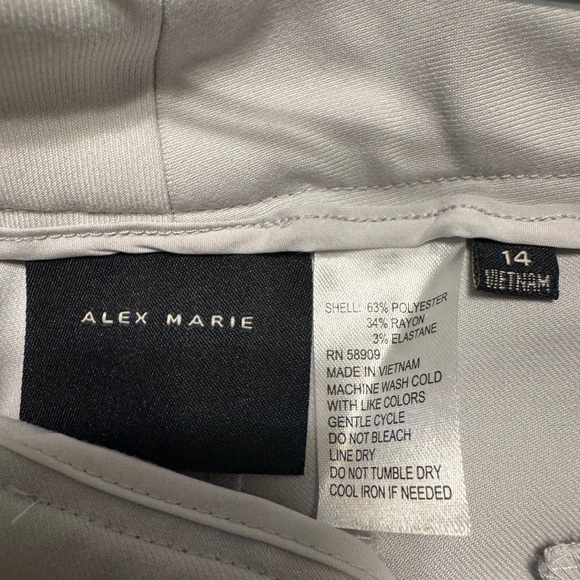 ALEX MARIE
SHELL: 63% POLYESTER
34% RAYON
3% ELASTANE
RN 58909
MADE IN VIETNAM
MACHINE WASH COLD
WITH LIKE COLORS
GENTLE CYCLE
DO NOT BLEACH
LINE DRY
DO NOT TUMBLE DRY
COOL IRON IF NEEDED
14
VIETNAM